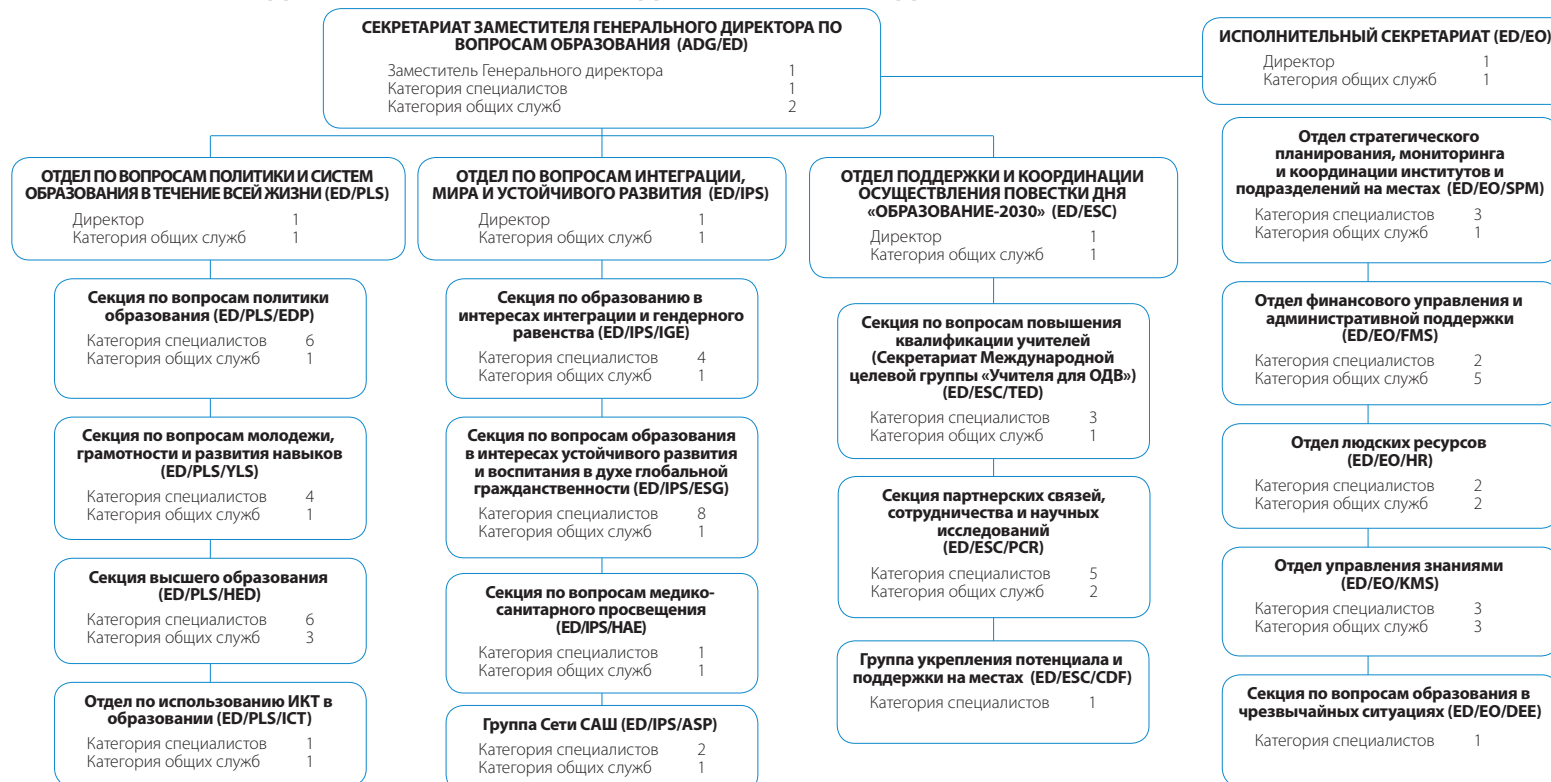 СЕКРЕТАРИАТ ЗАМЕСТИТЕЛЯ ГЕНЕРАЛЬНОГО ДИРЕКТОРА ПО
ВОПРОСАМ ОБРАЗОВАНИЯ (ADG/ED)
Заместитель Генерального директора 1
Категория специалистов 1
Категория общих служб 2
ИСПОЛНИТЕЛЬНЫЙ СЕКРЕТАРИАТ (ED/EO)
Директор 1
Категория общих служб 1
ОТДЕЛ ПО ВОПРОСАМ ПОЛИТИКИ И СИСТЕМ
ОБРАЗОВАНИЯ В ТЕЧЕНИЕ ВСЕЙ ЖИЗНИ (ED/PLS)
Директор 1
Категория общих служб 1
Секция по вопросам политики
образования (ED/PLS/EDP)
Категория специалистов 6
Категория общих служб 1
Секция по вопросам молодежи,
грамотности и развития навыков
(ED/PLS/YLS)
Категория специалистов 4
Категория общих служб 1
Секция высшего образования
(ED/PLS/HED)
Категория специалистов 6
Категория общих служб 3
Отдел по использованию ИКТ в
образовании (ED/PLS/ICT)
Категория специалистов 1
Категория общих служб 1
ОТДЕЛ ПО ВОПРОСАМ ИНТЕГРАЦИИ,
МИРА И УСТОЙЧИВОГО РАЗВИТИЯ (ED/IPS)
Директор 1
Категория общих служб 1
Секция по образованию в
интересах интеграции и гендерного
равенства (ED/IPS/IGE)
Категория специалистов 4
Категория общих служб 1
Секция по вопросам образования
в интересах устойчивого развития
и воспитания в духе глобальной
гражданственности (ED/IPS/ESG)
Категория специалистов 8
Категория общих служб 1
Секция по вопросам медико-
санитарного просвещения
(ED/IPS/HAE)
Категория специалистов 1
Категория общих служб 1
Группа Сети САШ (ED/IPS/ASP)
Категория специалистов 2
Категория общих служб 1
ОТДЕЛ ПОДДЕРЖКИ И КООРДИНАЦИИ
ОСУЩЕСТВЛЕНИЯ ПОВЕСТКИ ДНЯ
«ОБРАЗОВАНИЕ-2030» (ED/ESC)
Директор 1
Категория общих служб 1
Секция по вопросам повышения
квалификации учителей
(Секретариат Международной
целевой группы «Учителя для ОДВ»)
(ED/ESC/TED)
Категория специалистов 3
Категория общих служб 1
Секция партнерских связей,
сотрудничества и научных
исследований
(ED/ESC/PCR)
Категория специалистов 5
Категория общих служб 2
Группа укрепления потенциала и
поддержки на местах (ED/ESC/CDF)
Категория специалистов 1
Отдел стратегического
планирования, мониторинга
и координации институтов и
подразделений на местах (ED/EO/SPM)
Категория специалистов 3
Категория общих служб 1
Отдел финансового управления и
административной поддержки
(ED/EO/FMS)
Категория специалистов 2
Категория общих служб 5
Отдел людских ресурсов
(ED/EO/HR)
Категория специалистов 2
Категория общих служб 2
Отдел управления знаниями
(ED/EO/KMS)
Категория специалистов 3
Категория общих служб 3
Секция по вопросам образования в
чрезвычайных ситуациях (ED/EO/DEE)
Категория специалистов 1